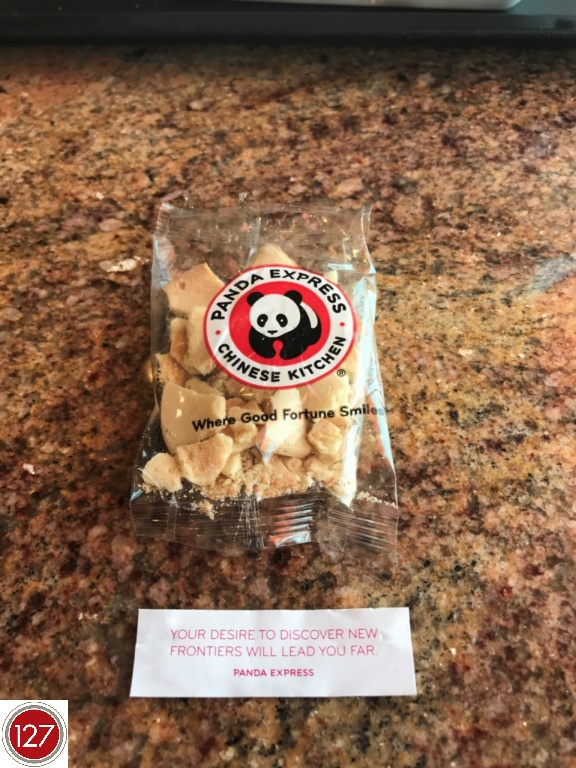 PANDA EXPRESS
CHINESE KITCHEN
®
Where Good Fortune Smiles
YOUR DESIRE TO DISCOVER NEW
FRONTIERS WILL LEAD YOU FAR.
PANDA EXPRESS
127